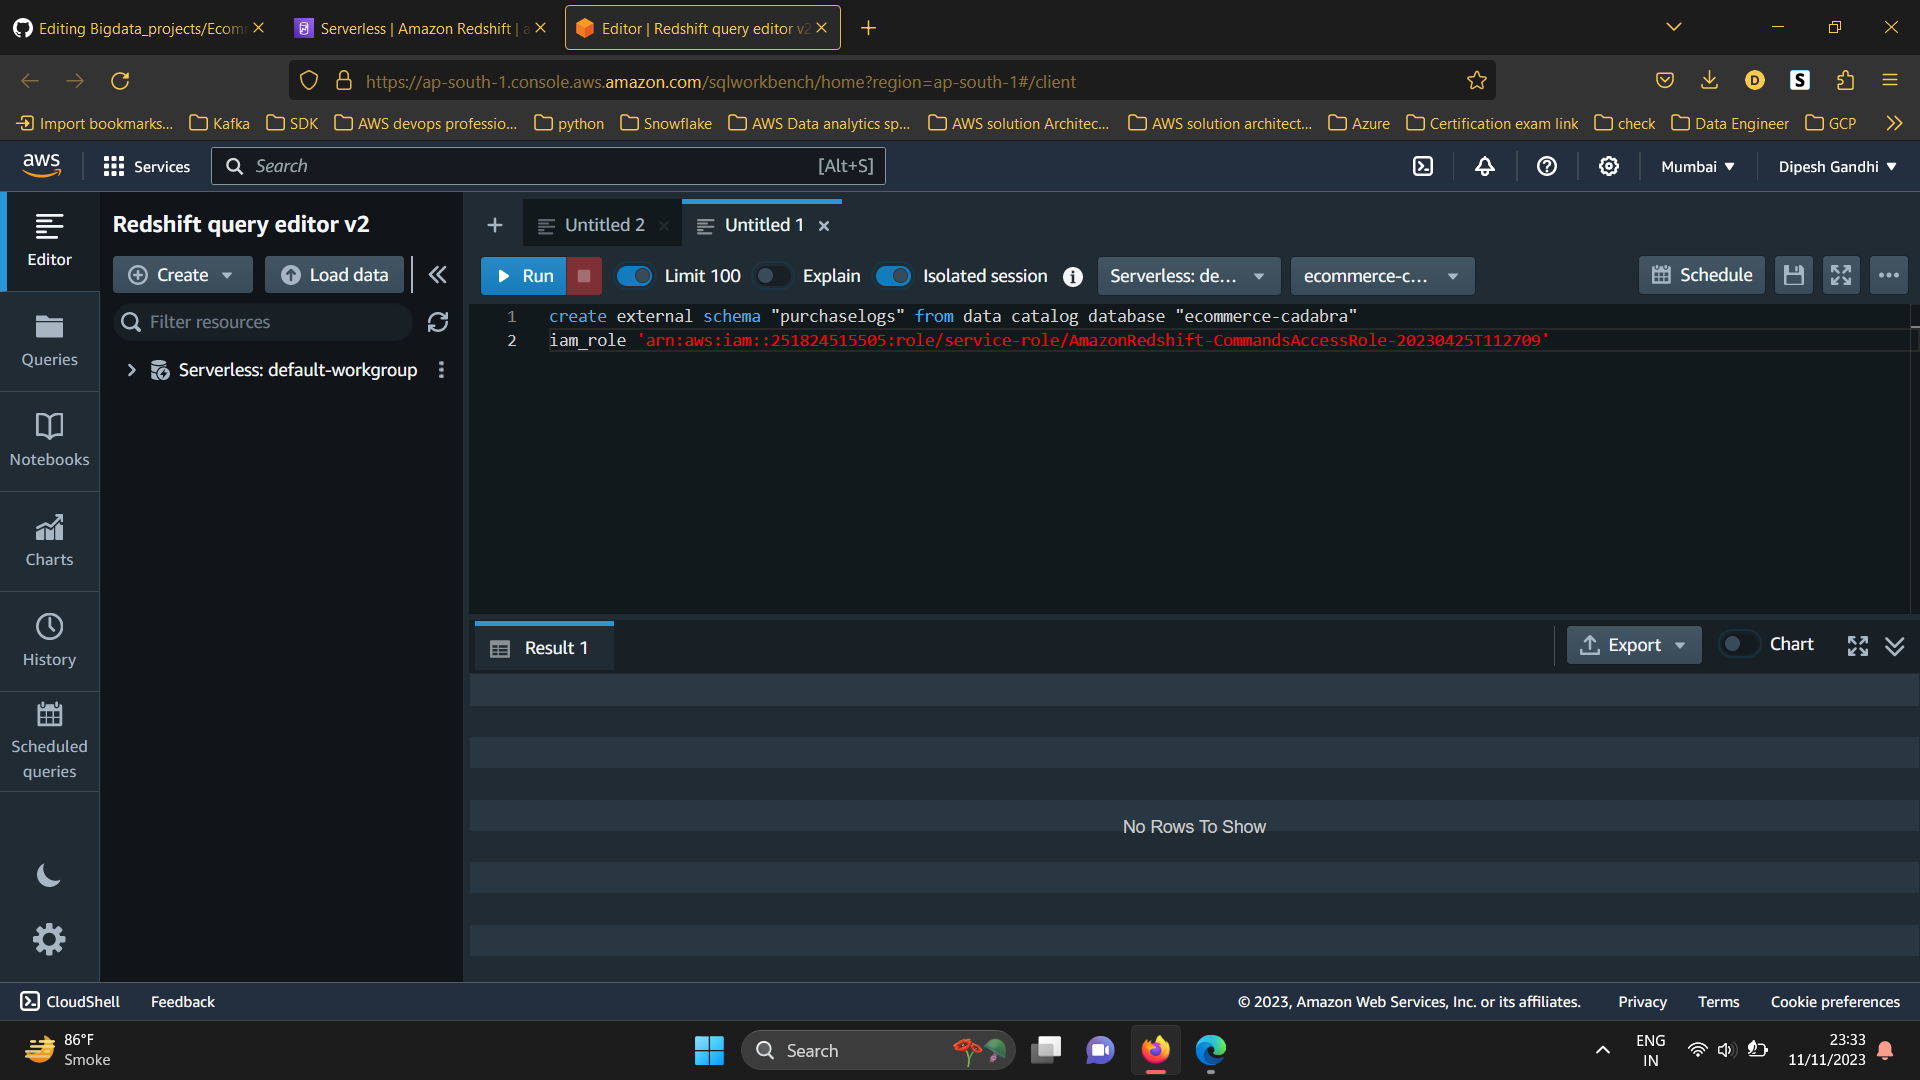 Editing Bigdata_projects/Ecom
Serverless | Amazon Redshift | a
Editor | Redshift query editor v2
https://ap-south-1.console.aws.amazon.com/sqlworkbench/home?region=ap-south-1#/client
D
S
Import bookmarks...
Kafka
SDK
AWS devops professio...
python
Snowflake
AWS Data analytics sp...
AWS solution Architec...
AWS solution architect...
Azure
Certification exam link
check
Data Engineer
GCP
aws
Services
Search
[Alt+S]
Mumbai
Dipesh Gandhi
Editor
Queries
Notebooks
Charts
History
Scheduled
queries
Redshift query editor v2
Create
Load data
Filter resources
Serverless: default-workgroup
Untitled 2
Untitled 1
Run
Limit 100
Explain
Isolated session
Serverless: de...
ecommerce-c...
Schedule
1 create external schema "purchaselogs" from data catalog database "ecommerce-cadabra"
2 iam_role 'arn:aws:iam::251824515505:role/service-role/AmazonRedshift-CommandsAccessRole-20230425T112709'
Result 1
Export
Chart
No Rows To Show
CloudShell
Feedback
© 2023, Amazon Web Services, Inc. or its affiliates.
Privacy
Terms
Cookie preferences
86°F
Smoke
Search
ENG
IN
23:33
11/11/2023